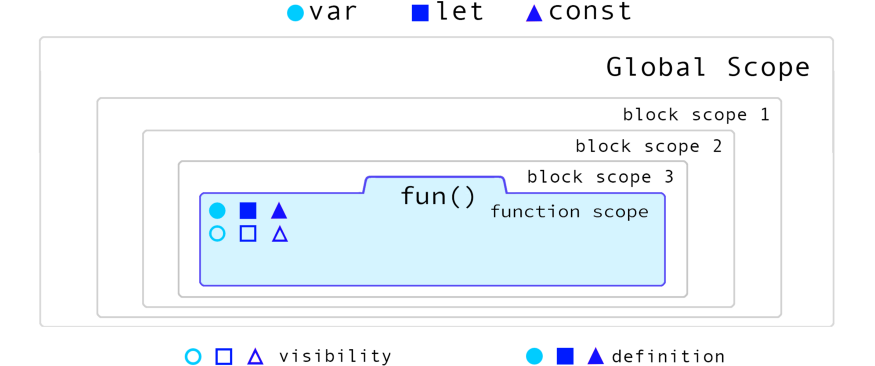 var let const
Global Scope
block scope 1
block scope 2
block scope 3
fun()
function scope
visibility definition